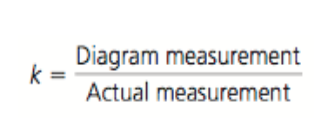 Diagram measurement
k =
Actual measurement